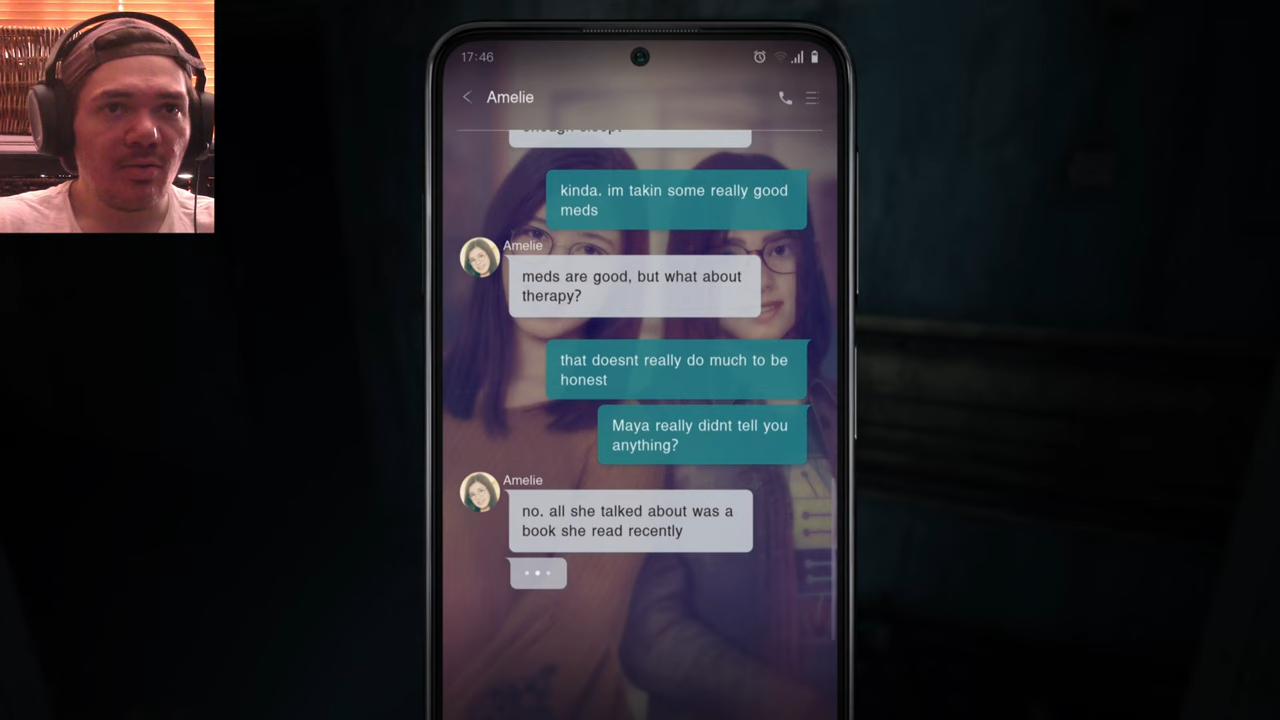 17:46
Amelie
kinda. im takin some really good
meds
Amelie
meds are good, but what about
therapy?
that doesnt really do much to be
honest
Maya really didnt tell you
anything?
Amelie
no. all she talked about was a
book she read recently